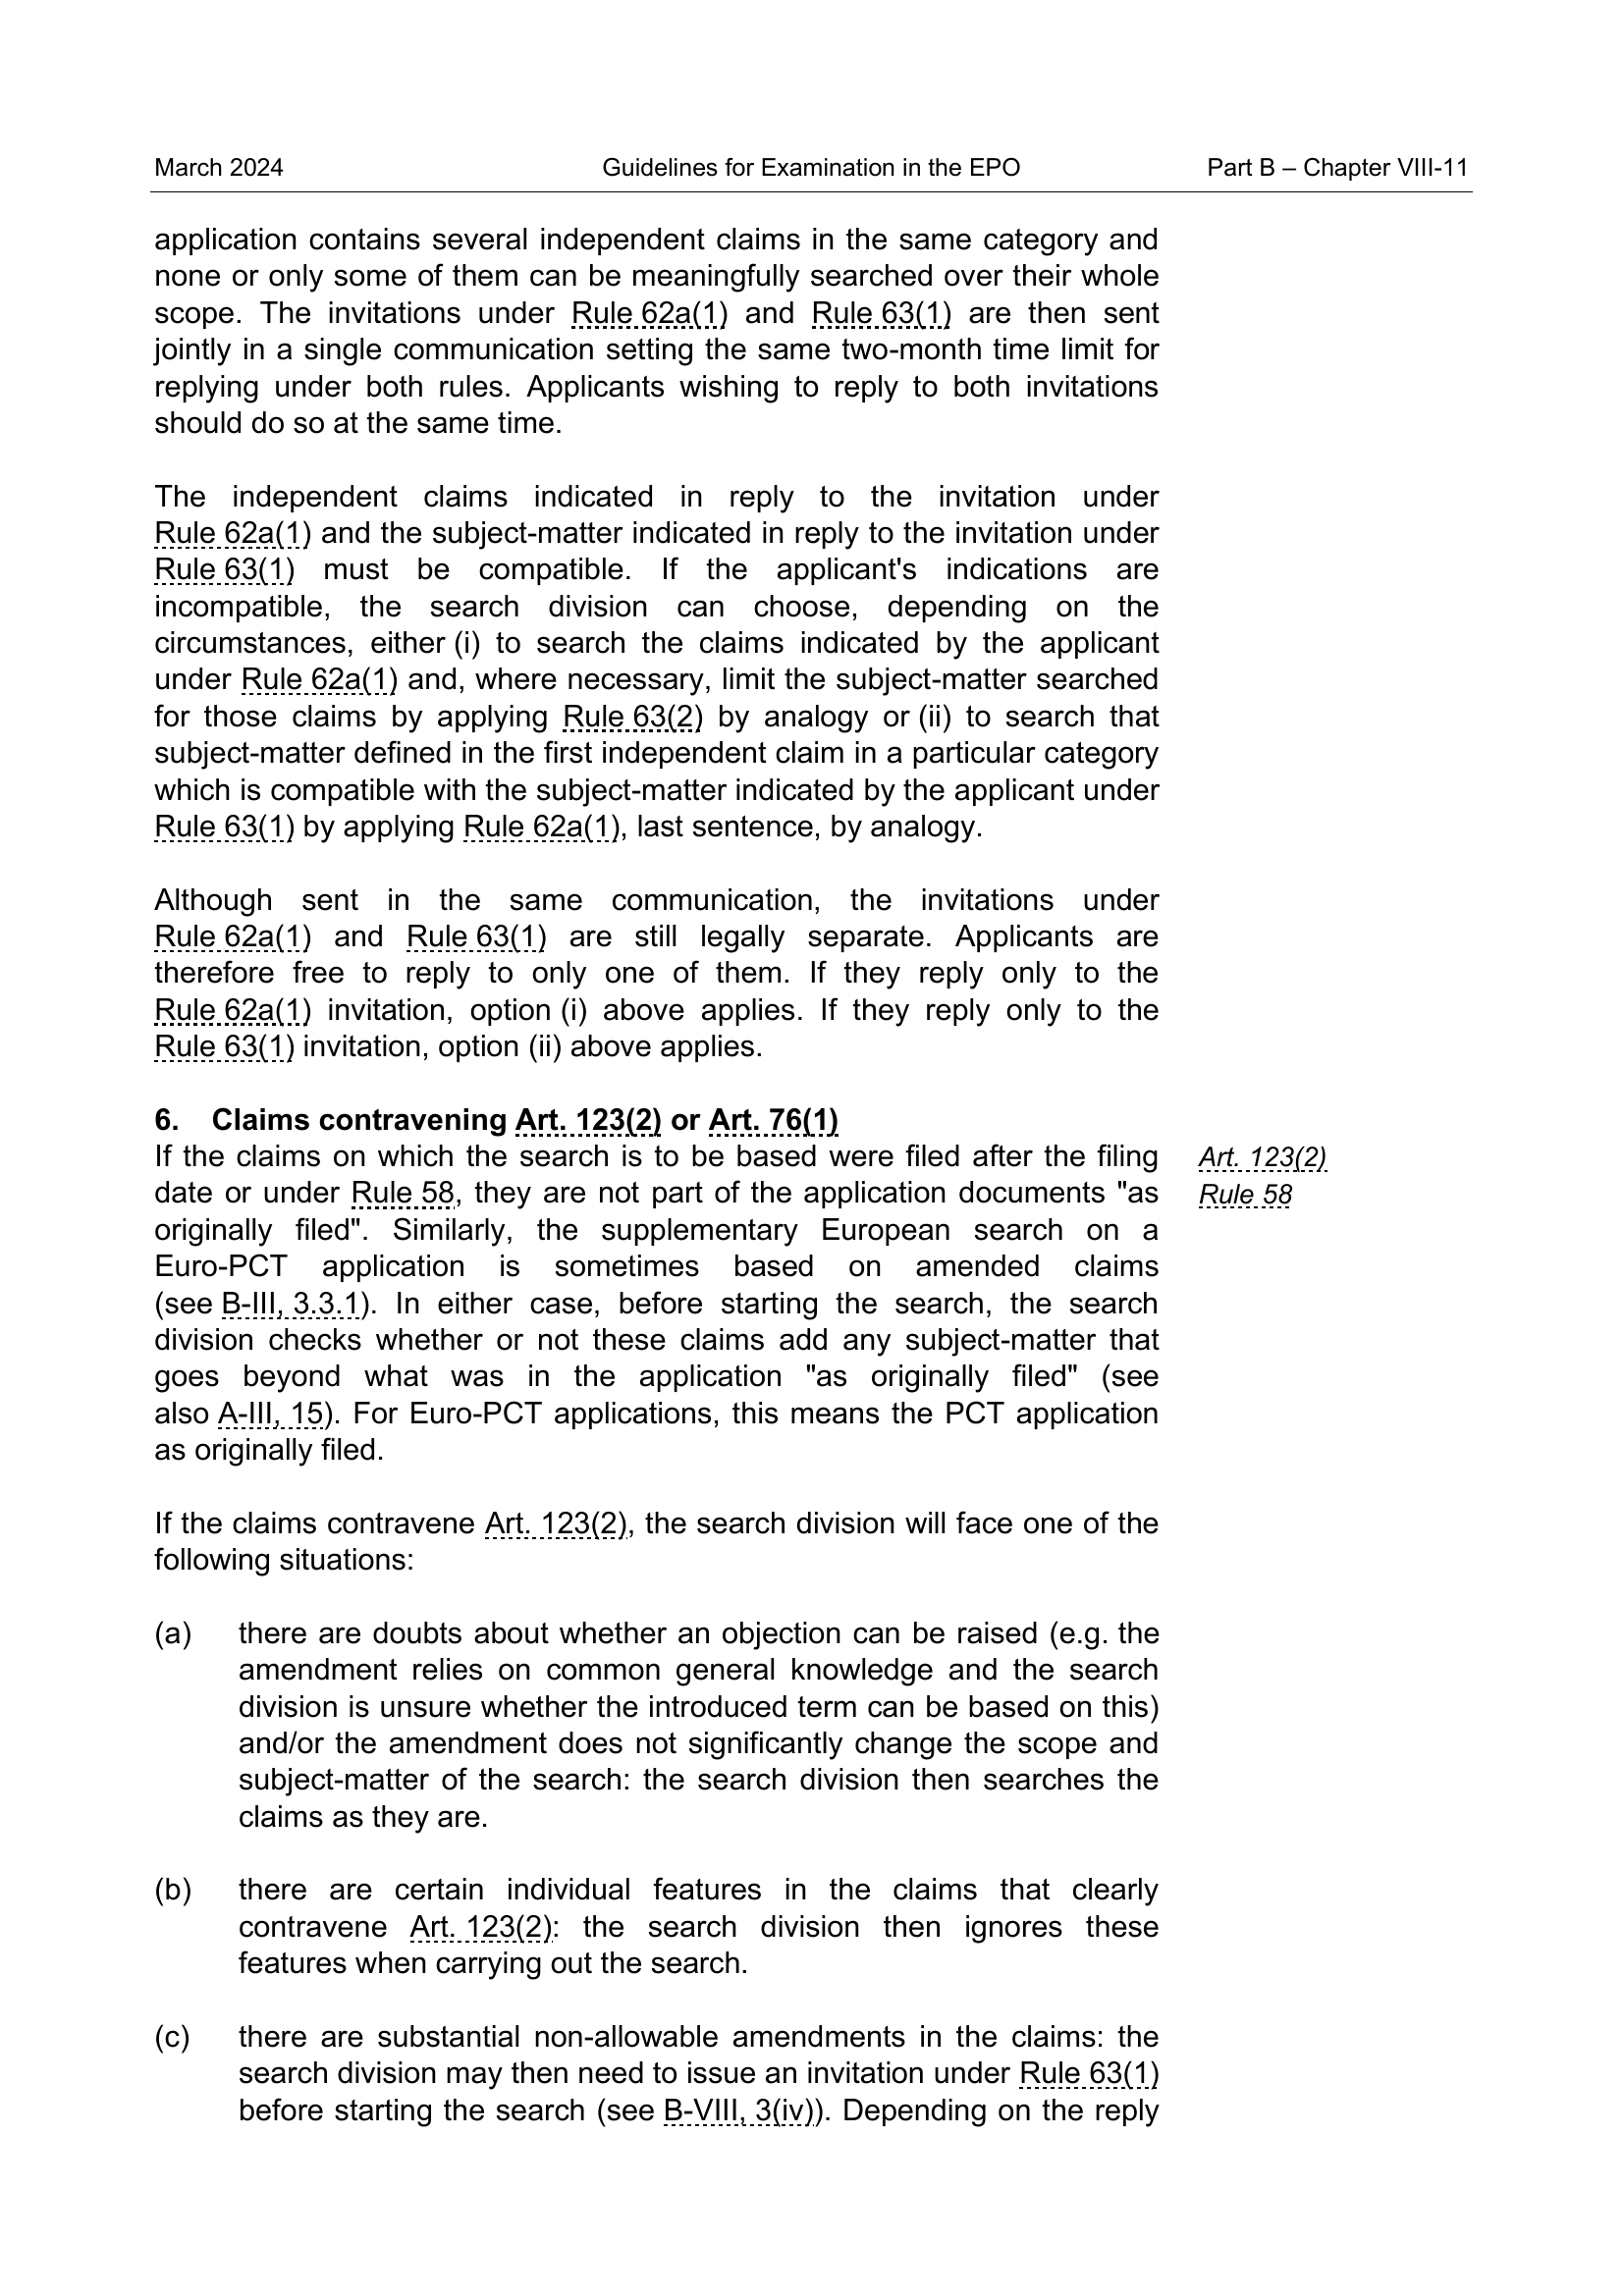 March 2024 Guidelines for Examination in the EPO Part B – Chapter VIII-11
application contains several independent claims in the same category and
none or only some of them can be meaningfully searched over their whole
scope. The invitations under Rule 62a(1) and Rule 63(1) are then sent
jointly in a single communication setting the same two-month time limit for
replying under both rules. Applicants wishing to reply to both invitations
should do so at the same time.
The independent claims indicated in reply to the invitation under
Rule 62a(1) and the subject-matter indicated in reply to the invitation under
Rule 63(1) must be compatible. If the applicant's indications are
incompatible, the search division can choose, depending on the
circumstances, either (i) to search the claims indicated by the applicant
under Rule 62a(1) and, where necessary, limit the subject-matter searched
for those claims by applying Rule 63(2) by analogy or (ii) to search that
subject-matter defined in the first independent claim in a particular category
which is compatible with the subject-matter indicated by the applicant under
Rule 63(1) by applying Rule 62a(1), last sentence, by analogy.
Although sent in the same communication, the invitations under
Rule 62a(1) and Rule 63(1) are still legally separate. Applicants are
therefore free to reply to only one of them. If they reply only to the
Rule 62a(1) invitation, option (i) above applies. If they reply only to the
Rule 63(1) invitation, option (ii) above applies.
6. Claims contravening Art. 123(2) or Art. 76(1)
If the claims on which the search is to be based were filed after the filing Art. 123(2)
date or under Rule 58, they are not part of the application documents "as Rule 58
originally filed". Similarly, the supplementary European search on a
Euro-PCT application is sometimes based on amended claims
(see B-III, 3.3.1). In either case, before starting the search, the search
division checks whether or not these claims add any subject-matter that
goes beyond what was in the application "as originally filed" (see
also A-III, 15). For Euro-PCT applications, this means the PCT application
as originally filed.
If the claims contravene Art. 123(2), the search division will face one of the
following situations:
(a) there are doubts about whether an objection can be raised (e.g. the
amendment relies on common general knowledge and the search
division is unsure whether the introduced term can be based on this)
and/or the amendment does not significantly change the scope and
subject-matter of the search: the search division then searches the
claims as they are.
(b) there are certain individual features in the claims that clearly
contravene Art. 123(2): the search division then ignores these
features when carrying out the search.
(c) there are substantial non-allowable amendments in the claims: the
search division may then need to issue an invitation under Rule 63(1)
before starting the search (see B-VIII, 3(iv)). Depending on the reply